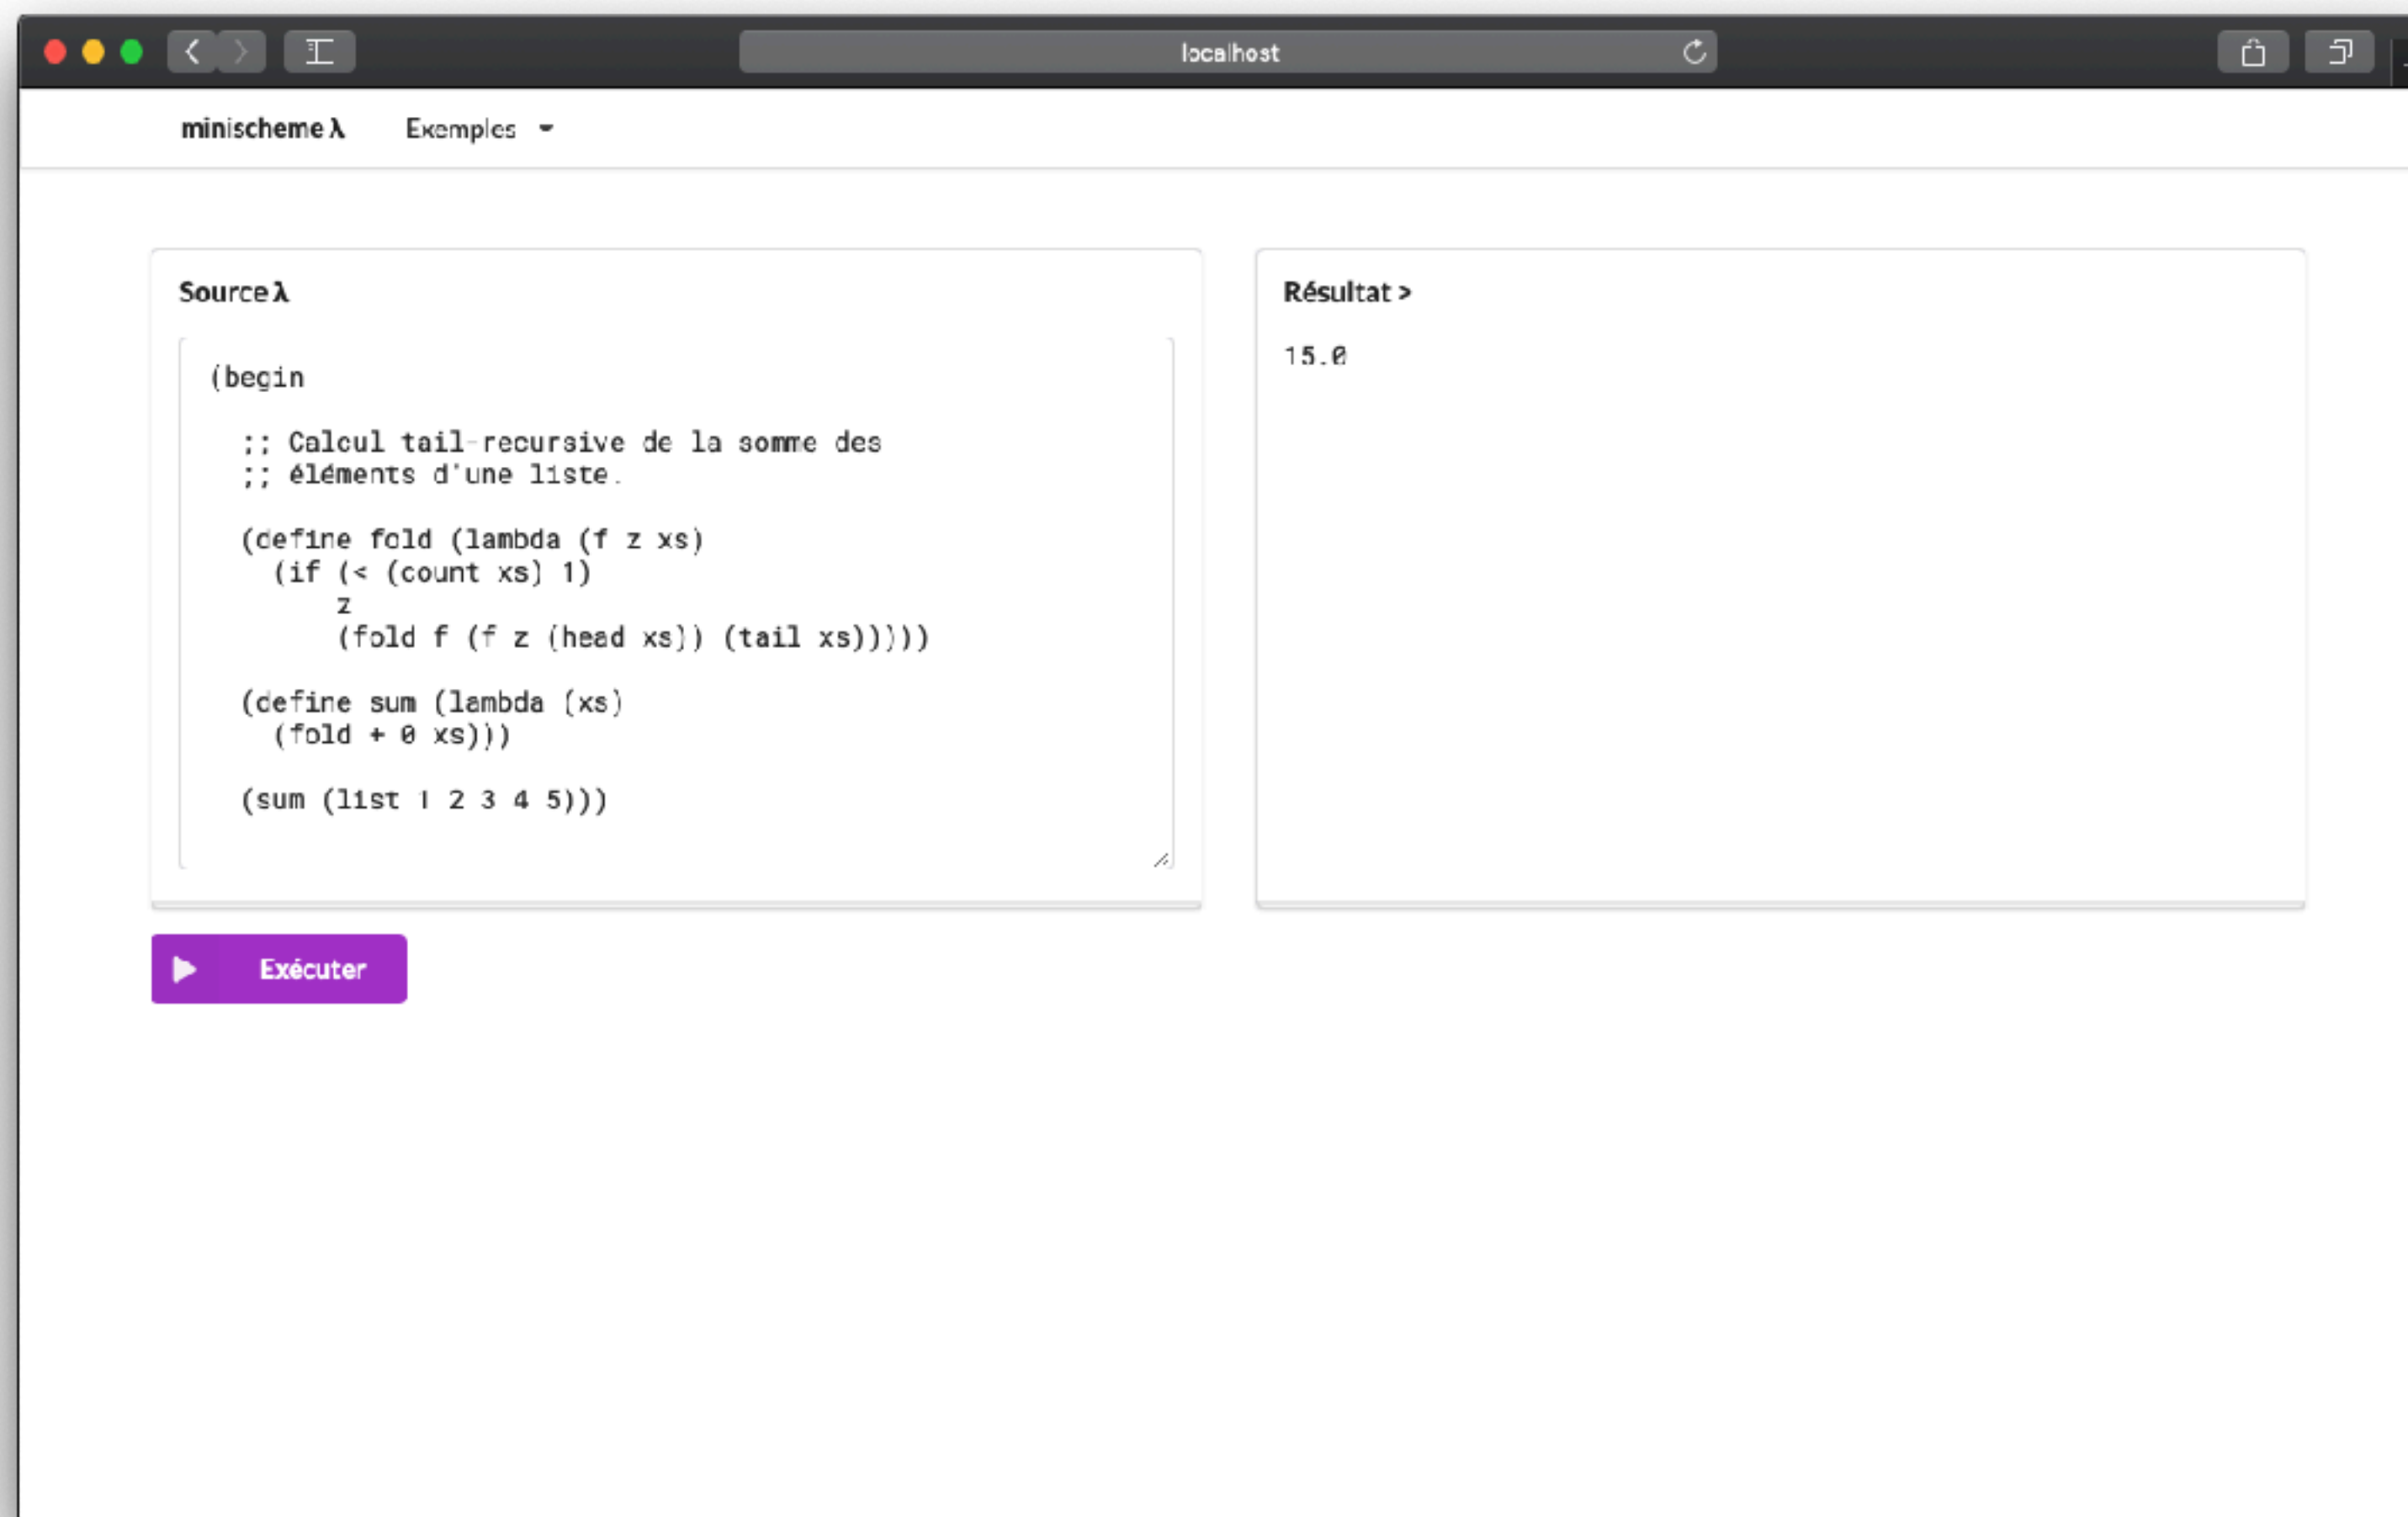 localhost
minischeme λ Exemples
Source λ
(begin
;; Calcul tail-recursive de la somme des
;; éléments d'une liste.
(define fold (lambda (f z xs)
(if (< (count xs) 1)
z
(fold f (f z (head xs)) (tail xs)))))
(define sum (lambda (xs)
(fold + 0 xs)))
(sum (list 1 2 3 4 5)))
Exécuter
Résultat >
15.0